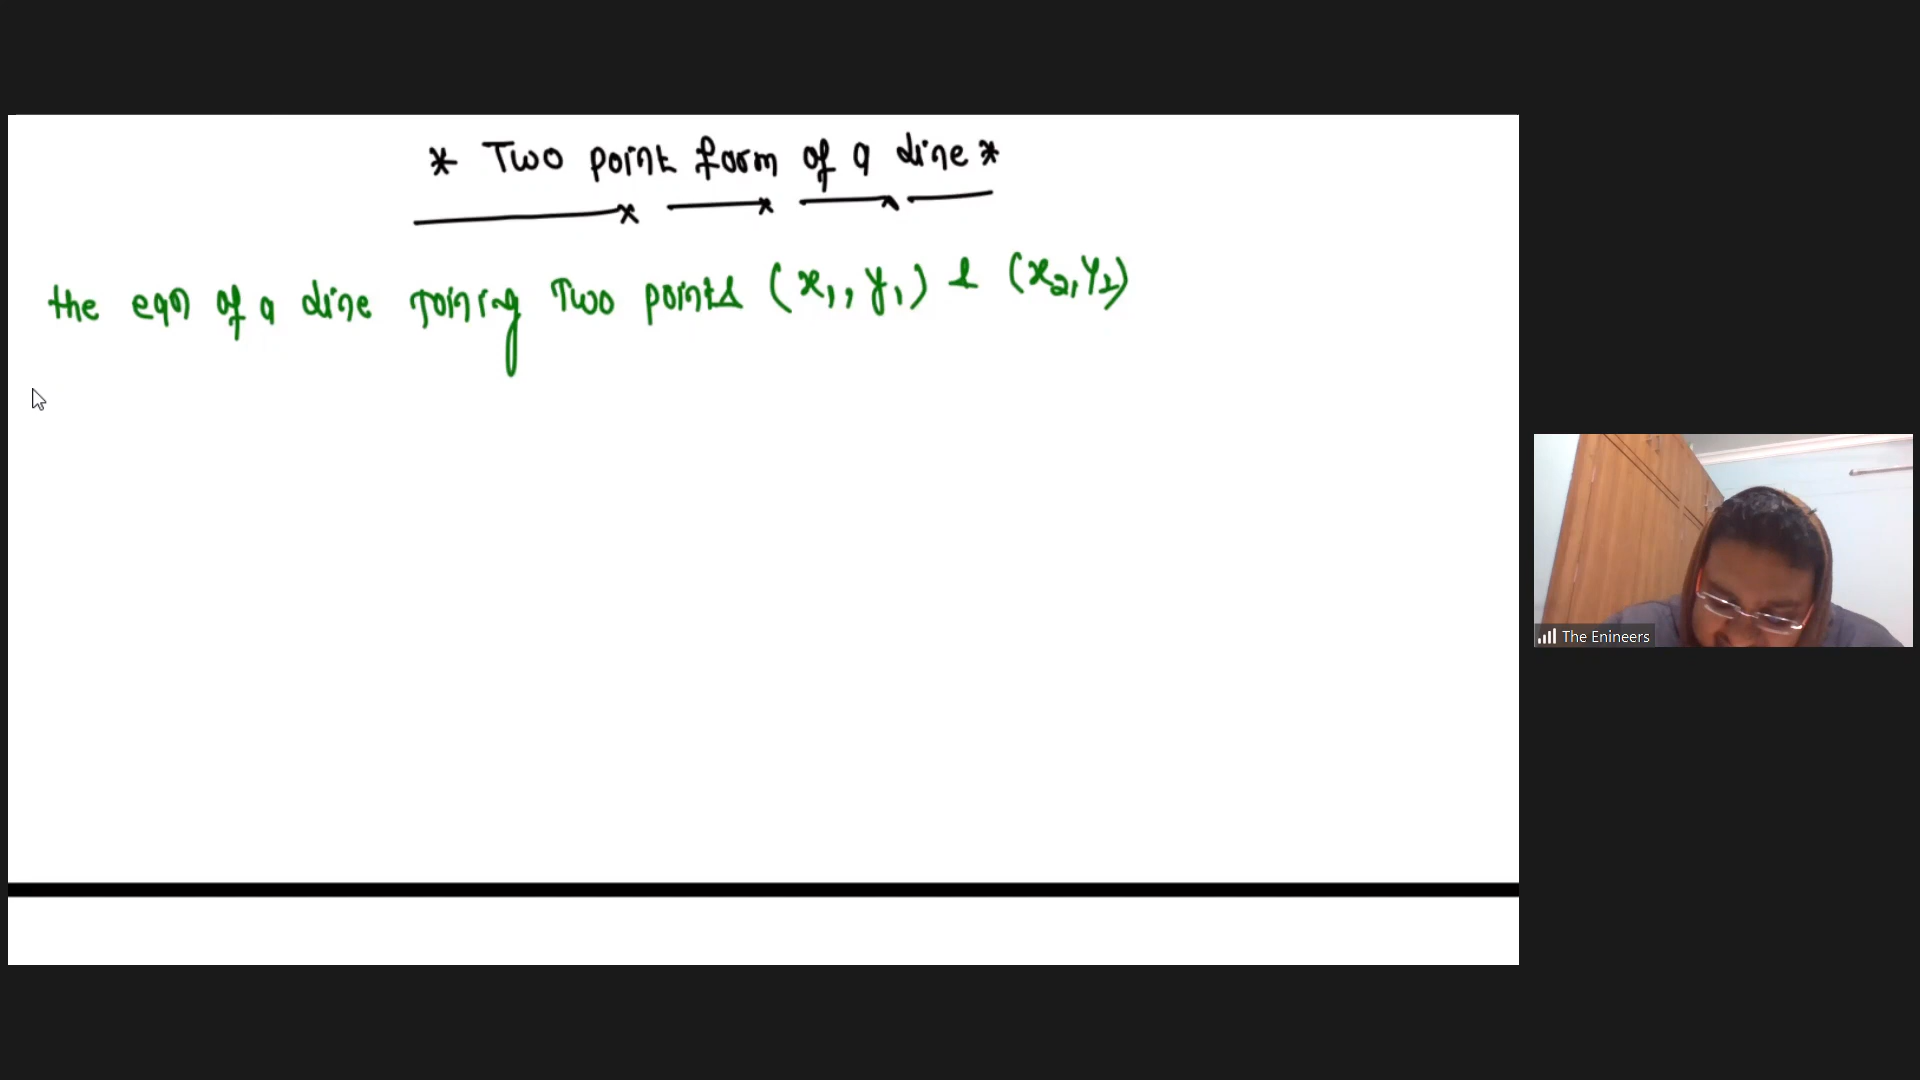 * Two point form of a line *
the eqn of a line joining Two points (x₁, y₁) & (x₂, y₂)
The Enineers